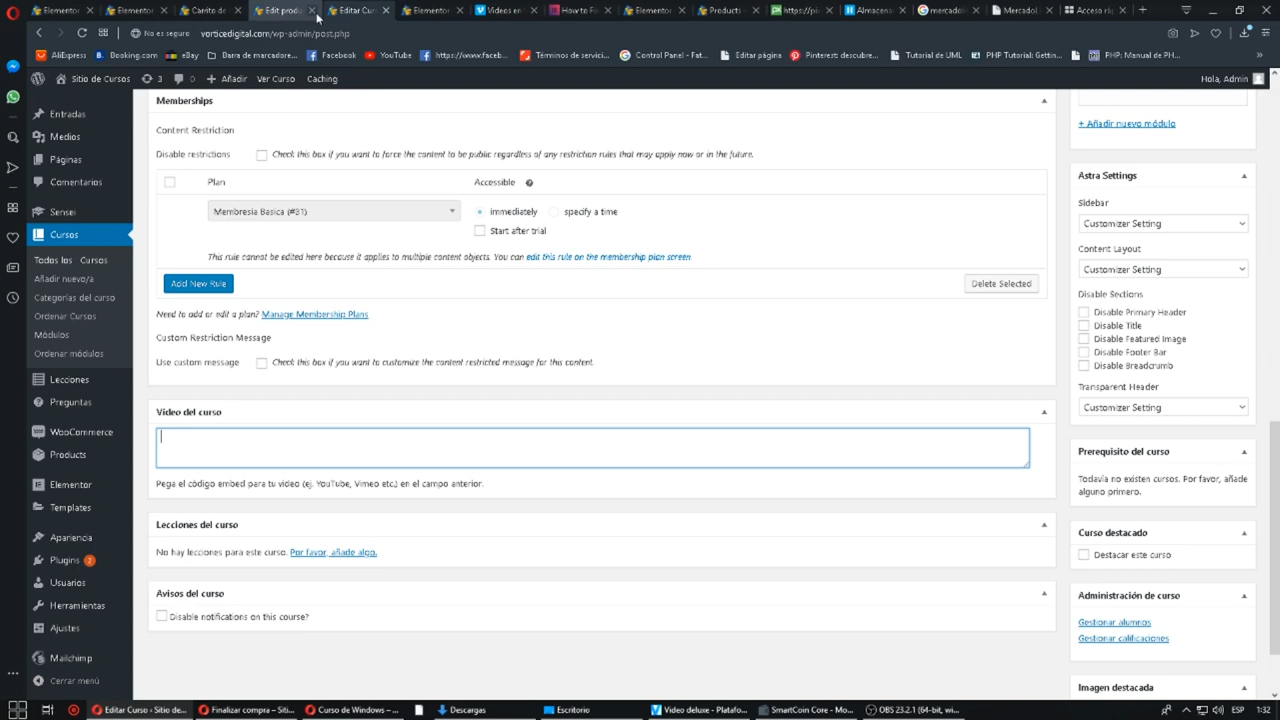 Elementor
Elementor
Carrito de
Edit produ
Editar Curs
Elementor
Videos en
How to Fi
Elementor
Products
https://pi
Almacena
mercado
Mercado
Acceso rá
No es seguro vorticedigital.com/wp-admin/post.php
AliExpress Booking.com eBay Barra de marcadore... Facebook YouTube https://www.faceb... Términos de servici... Control Panel - Fat... Editar página Pinterest: descubre... Tutorial de UML PHP Tutorial: Getting... PHP: Manual de PH... »
Sitio de Cursos 3 0 + Añadir Ver Curso Caching Hola, Admin
Entradas
Medios
Páginas
Comentarios
Sensei
Cursos
Todos los Cursos
Añadir nuevo/a
Categorías del curso
Ordenar Cursos
Módulos
Ordenar módulos
Lecciones
Preguntas
WooCommerce
Products
Elementor
Templates
Apariencia
Plugins 2
Usuarios
Herramientas
Ajustes
Mailchimp
Cerrar menú
Memberships
Content Restriction
Disable restrictions Check this box if you want to force the content to be public regardless of any restriction rules that may apply now or in the future.
Plan Accessible
Membresia Basica (#31) immediately specify a time
Start after trial
This rule cannot be edited here because it applies to multiple content objects. You can edit this rule on the membership plan screen.
Add New Rule Delete Selected
Need to add or edit a plan? Manage Membership Plans
Custom Restriction Message
Use custom message Check this box if you want to customize the content restricted message for this content.
Vídeo del curso
Pega el código embed para tu video (ej. YouTube, Vimeo etc.) en el campo anterior.
Lecciones del curso
No hay lecciones para este curso. Por favor, añade algo.
Avisos del curso
Disable notifications on this course?
+ Añadir nuevo módulo
Astra Settings
Sidebar
Customizer Setting
Content Layout
Customizer Setting
Disable Sections
Disable Primary Header
Disable Title
Disable Featured Image
Disable Footer Bar
Disable Breadcrumb
Transparent Header
Customizer Setting
Prerequisito del curso
Todavía no existen cursos. Por favor, añade
alguno primero.
Curso destacado
Destacar este curso
Administración de curso
Gestionar alumnos
Gestionar calificaciones
Imagen destacada
Editar Curso ‹ Sitio de... Finalizar compra – Siti... Curso de Windows –... Descargas Escritorio Video deluxe - Platafo... SmartCoin Core - Mo... OBS 23.2.1 (64-bit, wi... ESP 1:32